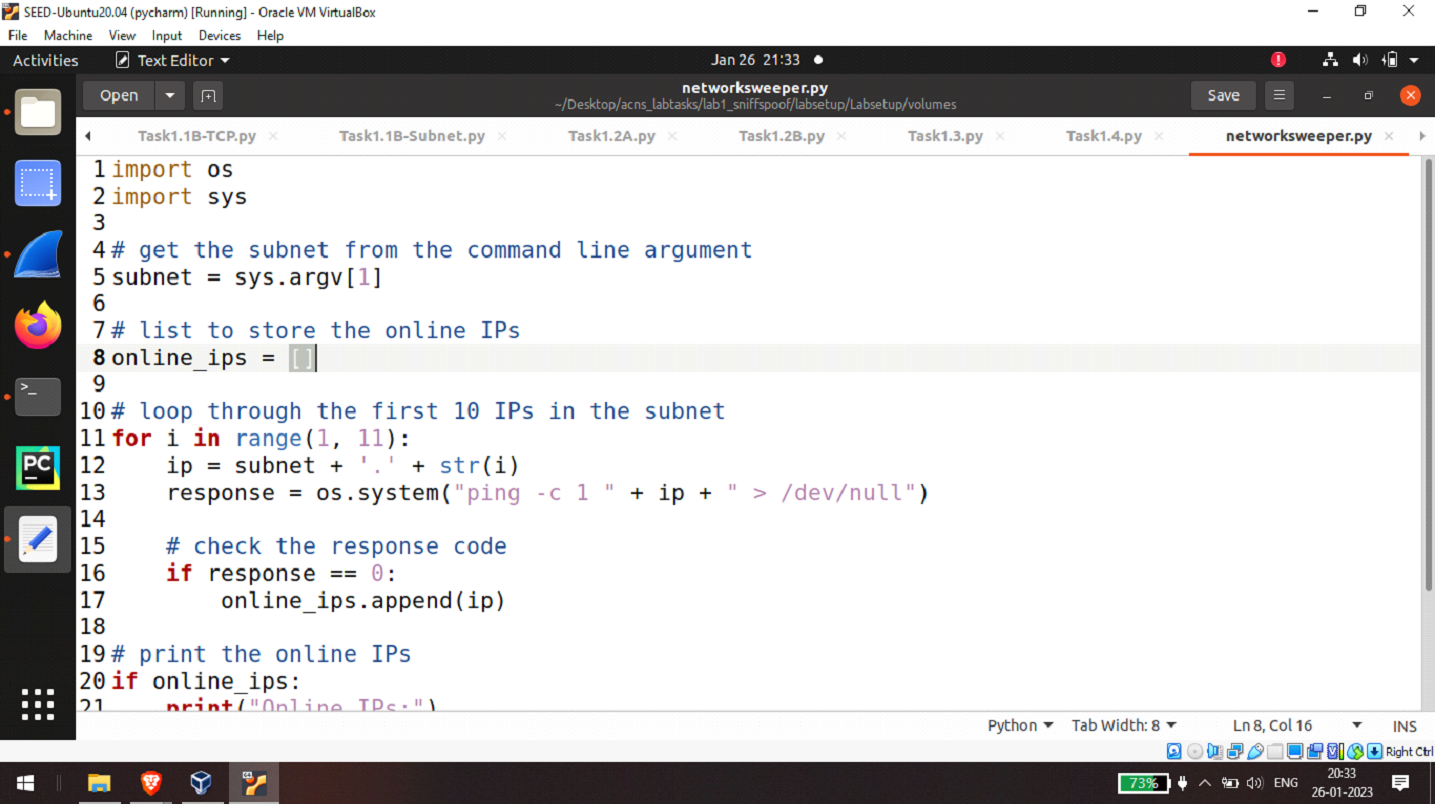 SEED-Ubuntu20.04 (pycharm) [Running] - Oracle VM VirtualBox
File Machine View Input Devices Help
Activities Text Editor Jan 26 21:33
Open networksweeper.py Save
~/Desktop/acns_labtasks/lab1_sniffspoof/labsetup/Labsetup/volumes
Task1.1B-TCP.py Task1.1B-Subnet.py Task1.2A.py Task1.2B.py Task1.3.py Task1.4.py networksweeper.py
1 import os
2 import sys
3
4 # get the subnet from the command line argument
5 subnet = sys.argv[1]
6
7 # list to store the online IPs
8 online_ips = []
9
10 # loop through the first 10 IPs in the subnet
11 for i in range(1, 11):
12     ip = subnet + '.' + str(i)
13     response = os.system("ping -c 1 " + ip + " > /dev/null")
14
15     # check the response code
16     if response == 0:
17         online_ips.append(ip)
18
19 # print the online IPs
20 if online_ips:
21     print("Online IPs:")
Python Tab Width: 8 Ln 8, Col 16 INS
Right Ctrl
73% ENG 20:33
26-01-2023
PC
64